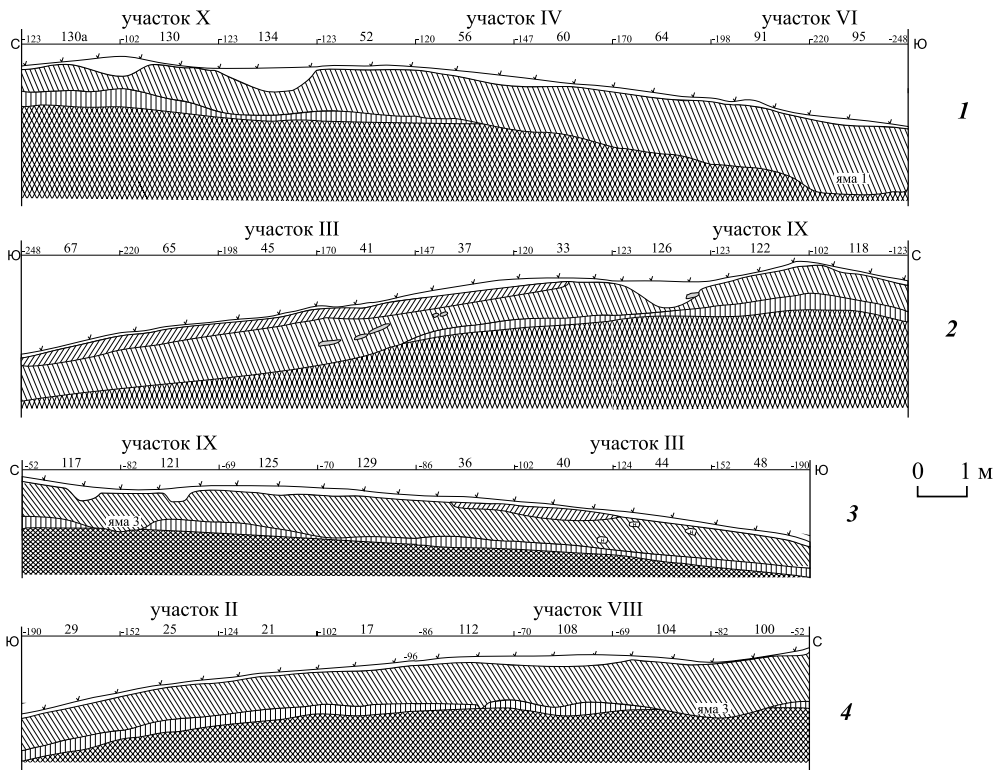 участок X участок IV участок VI
С -123 130а -102 130 -123 134 -123 52 -120 56 -147 60 -170 64 -198 91 -220 95 -248 Ю
1
яма 1
участок III участок IX
Ю -248 67 -220 65 -198 45 -170 41 -147 37 -120 33 -123 126 -123 122 -102 118 -123 С
2
участок IX участок III
С -52 117 -82 121 -69 125 -70 129 -86 36 -102 40 -124 44 -152 48 -190 Ю
0 1 м
яма 3
3
участок II участок VIII
Ю -190 29 -152 25 -124 21 -102 17 -86 112 -70 108 -69 104 -82 100 -52 С
-96
яма 3
4